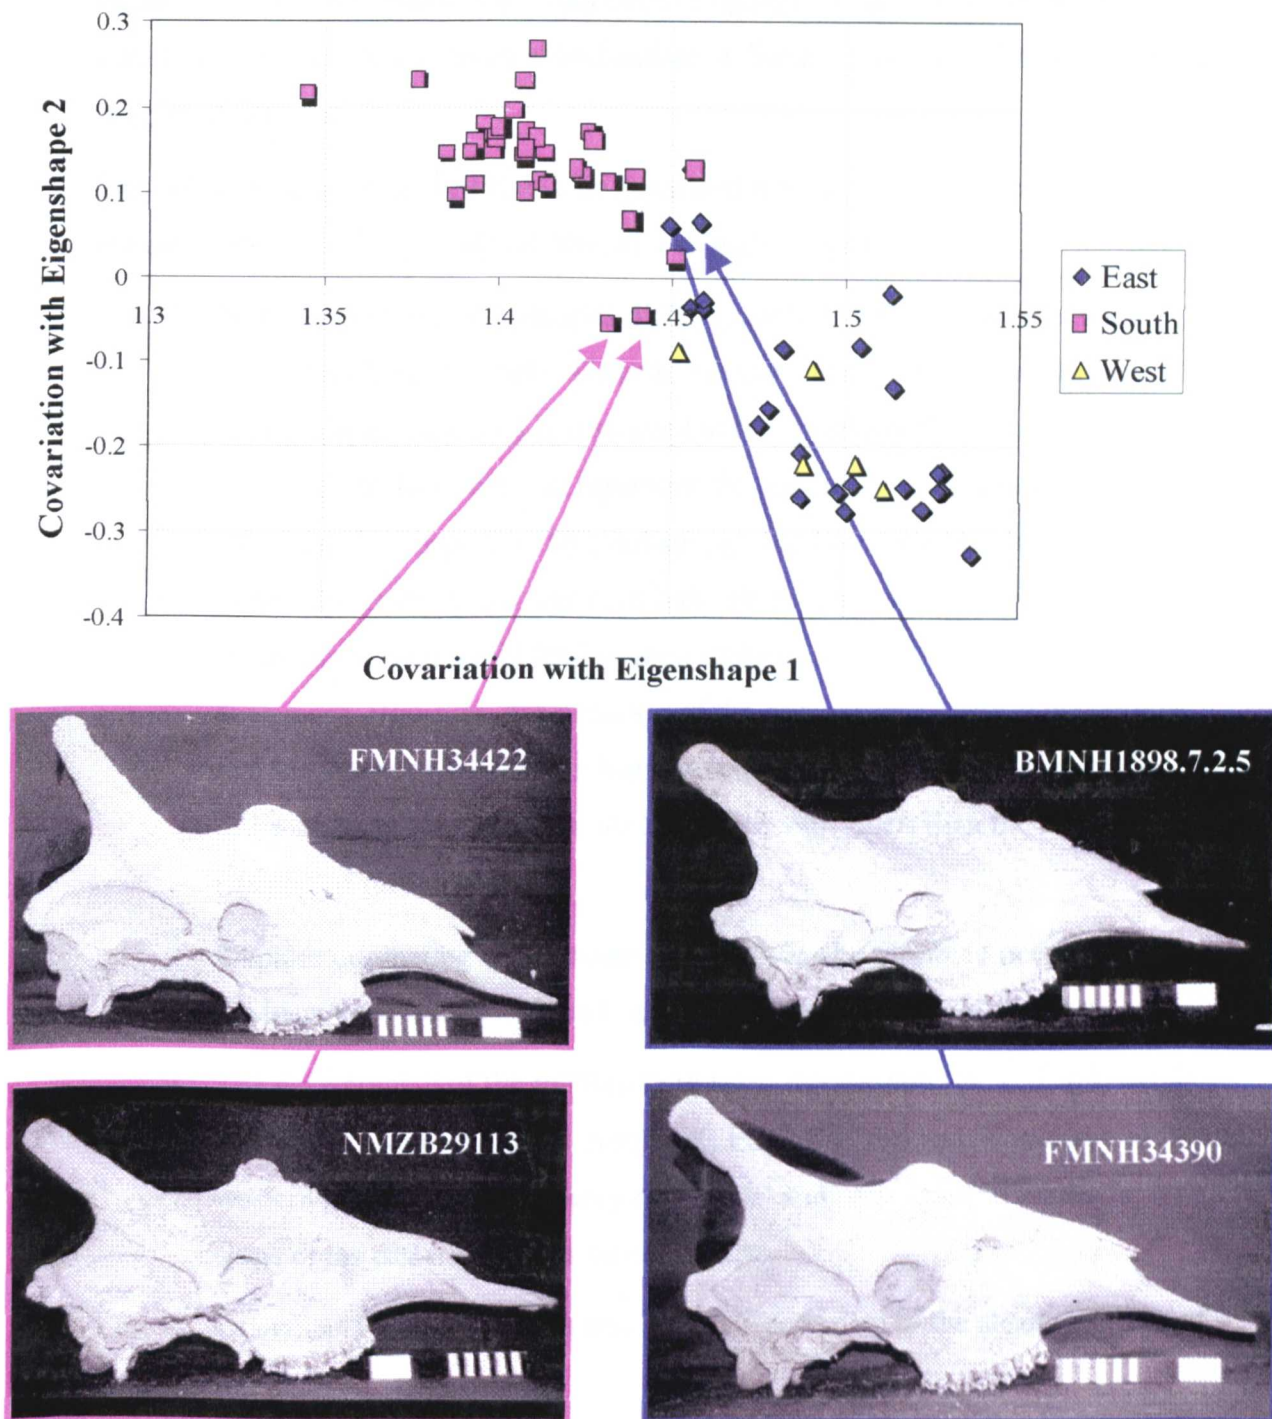 0.3
0.2
0.1
0
-0.1
-0.2
-0.3
-0.4
Covariation with Eigenshape 2
13 1.35 1.4 1.45 1.5 1.55
East
South
West
Covariation with Eigenshape 1
FMNH34422
BMNH1898.7.2.5
NMZB29113
FMNH34390